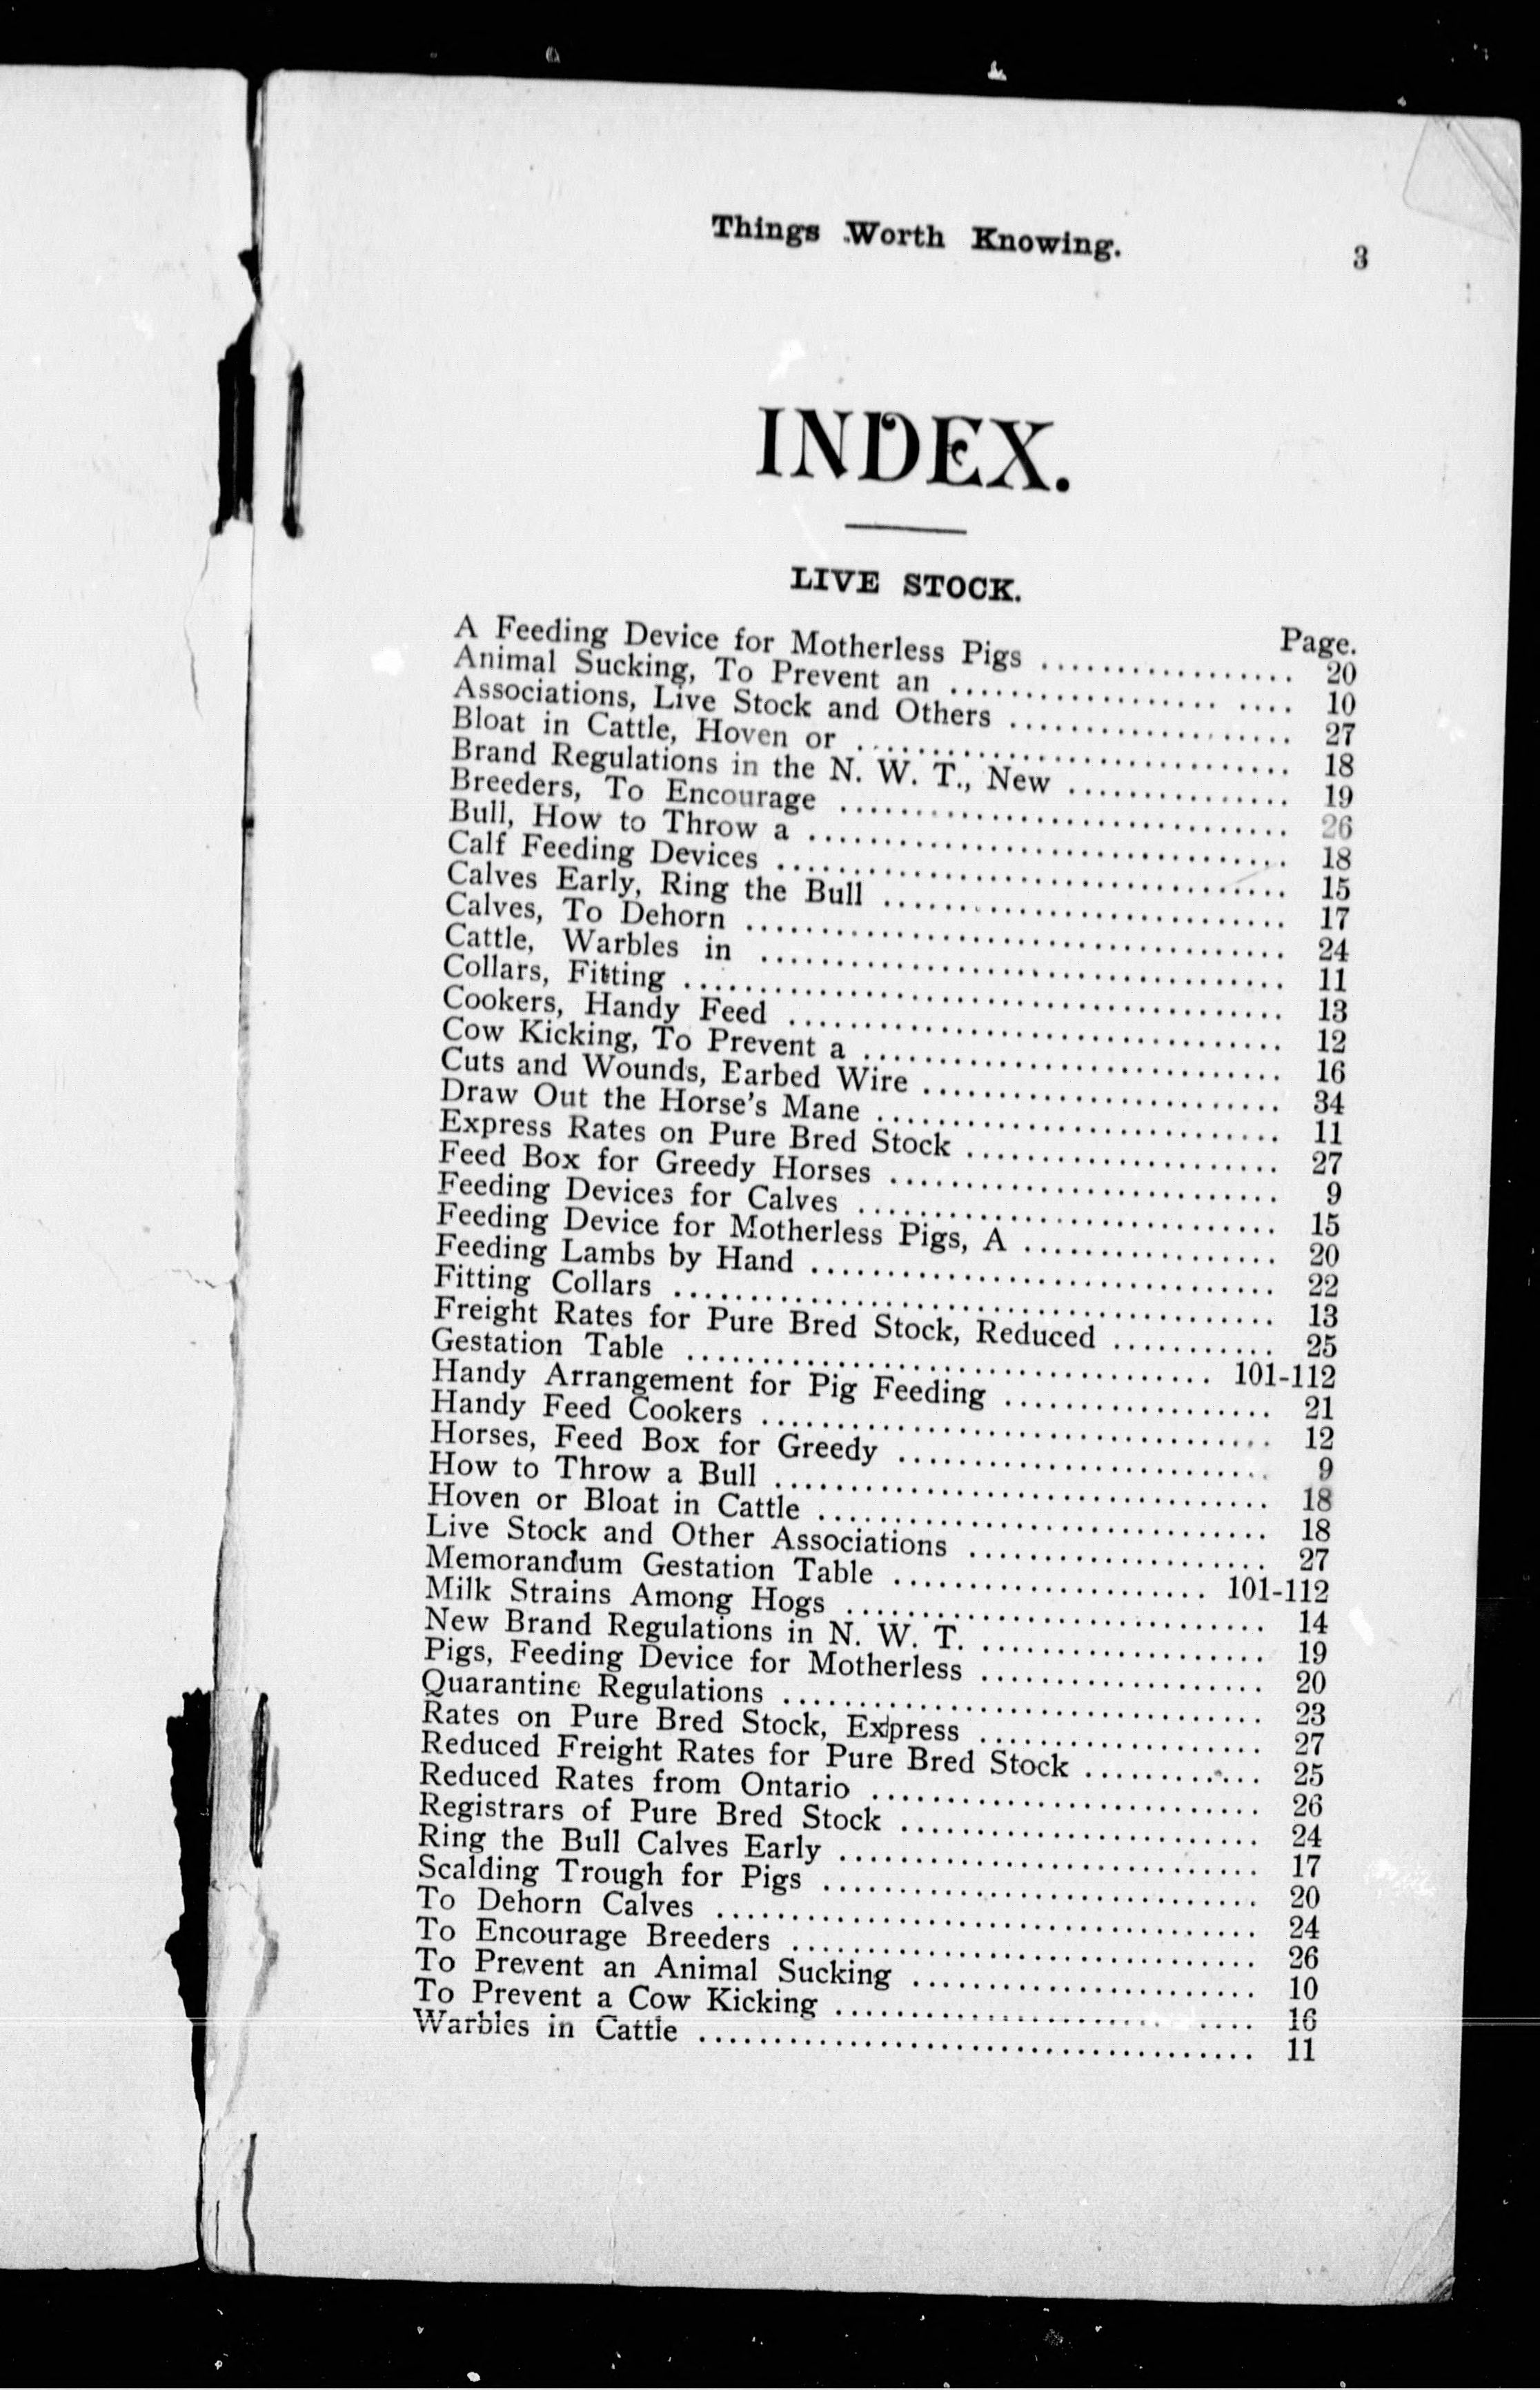 Things Worth Knowing. 3
INDEX.
LIVE STOCK.
Page.
A Feeding Device for Motherless Pigs ................. 20
Animal Sucking, To Prevent an .................. .... 10
Associations, Live Stock and Others ................... 27
Bloat in Cattle, Hoven or ............................. 18
Brand Regulations in the N. W. T., New ............... 19
Breeders, To Encourage .............................. 26
Bull, How to Throw a ................................ 18
Calf Feeding Devices .................................. 15
Calves Early, Ring the Bull ........................... 17
Calves, To Dehorn .................................... 24
Cattle, Warbles in ................................... 11
Collars, Fitting ........................................ 13
Cookers, Handy Feed ................................. 12
Cow Kicking, To Prevent a ............................ 16
Cuts and Wounds, Earbed Wire ........................ 34
Draw Out the Horse's Mane ........................... 11
Express Rates on Pure Bred Stock ..................... 27
Feed Box for Greedy Horses .......................... 9
Feeding Devices for Calves ............................ 15
Feeding Device for Motherless Pigs, A ................. 20
Feeding Lambs by Hand ............................... 22
Fitting Collars ........................................ 13
Freight Rates for Pure Bred Stock, Reduced ........... 25
Gestation Table ................................... 101-112
Handy Arrangement for Pig Feeding .................. 21
Handy Feed Cookers .................................. 12
Horses, Feed Box for Greedy ......................... 9
How to Throw a Bull ................................. 18
Hoven or Bloat in Cattle .............................. 18
Live Stock and Other Associations .................... 27
Memorandum Gestation Table ..................... 101-112
Milk Strains Among Hogs ............................ 14
New Brand Regulations in N. W. T. ................... 19
Pigs, Feeding Device for Motherless ................... 20
Quarantine Regulations ................................ 23
Rates on Pure Bred Stock, Express ................... 27
Reduced Freight Rates for Pure Bred Stock ............ 25
Reduced Rates from Ontario .......................... 26
Registrars of Pure Bred Stock ........................ 24
Ring the Bull Calves Early ............................ 17
Scalding Trough for Pigs ............................. 20
To Dehorn Calves .................................... 24
To Encourage Breeders ............................... 26
To Prevent an Animal Sucking ....................... 10
To Prevent a Cow Kicking ............................ 16
Warbles in Cattle ..................................... 11